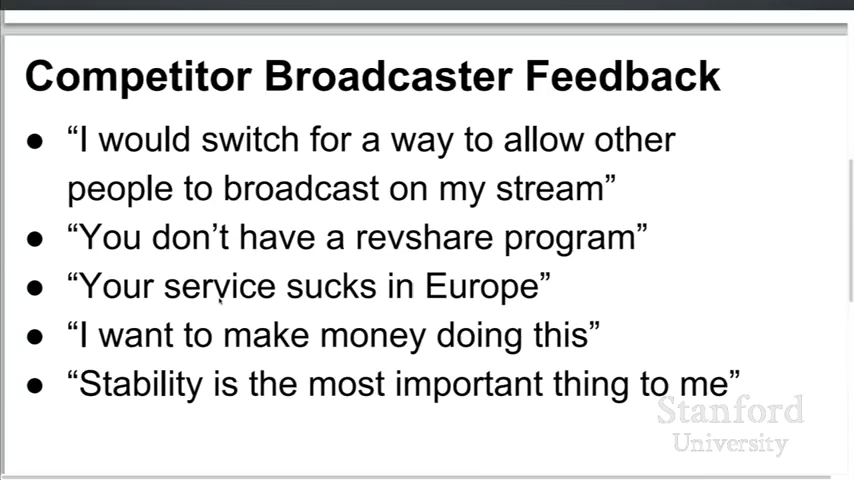 Competitor Broadcaster Feedback
● “I would switch for a way to allow other
people to broadcast on my stream”
● “You don’t have a revshare program”
● “Your service sucks in Europe”
● “I want to make money doing this”
● “Stability is the most important thing to me”
Stanford
University